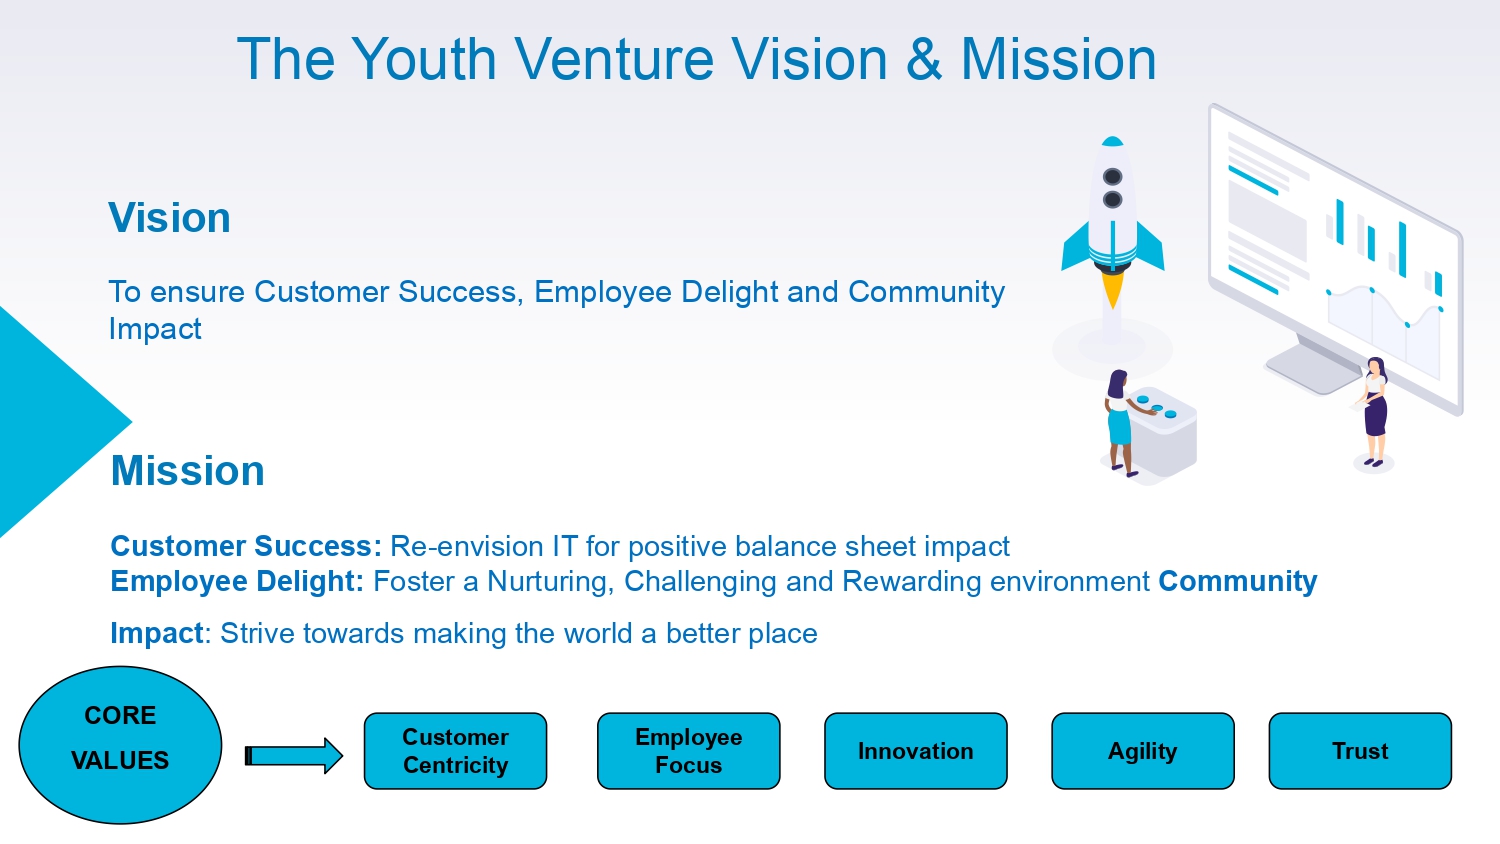 The Youth Venture Vision & Mission
Vision
To ensure Customer Success, Employee Delight and Community
Impact
Mission
Customer Success: Re-envision IT for positive balance sheet impact
Employee Delight: Foster a Nurturing, Challenging and Rewarding environment Community
Impact: Strive towards making the world a better place
CORE
VALUES
Customer
Centricity
Employee
Focus
Innovation
Agility
Trust